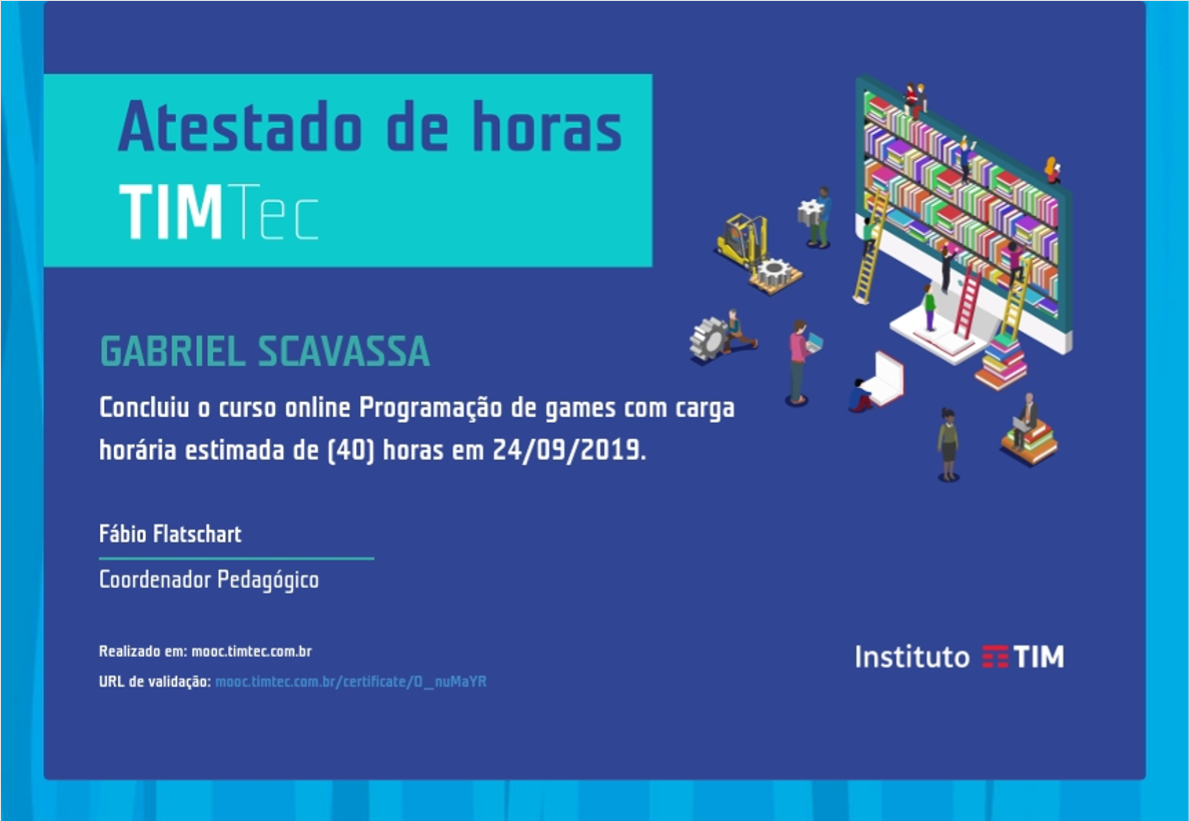 Atestado de horas
TIMTec
GABRIEL SCAVASSA
Concluiu o curso online Programação de games com carga
horária estimada de (40) horas em 24/09/2019.
Fábio Flatschart
Coordenador Pedagógico
Realizado em: mooc.timtec.com.br
URL de validação: mooc.timtec.com.br/certificate/D_nuMaYR
Instituto TIM